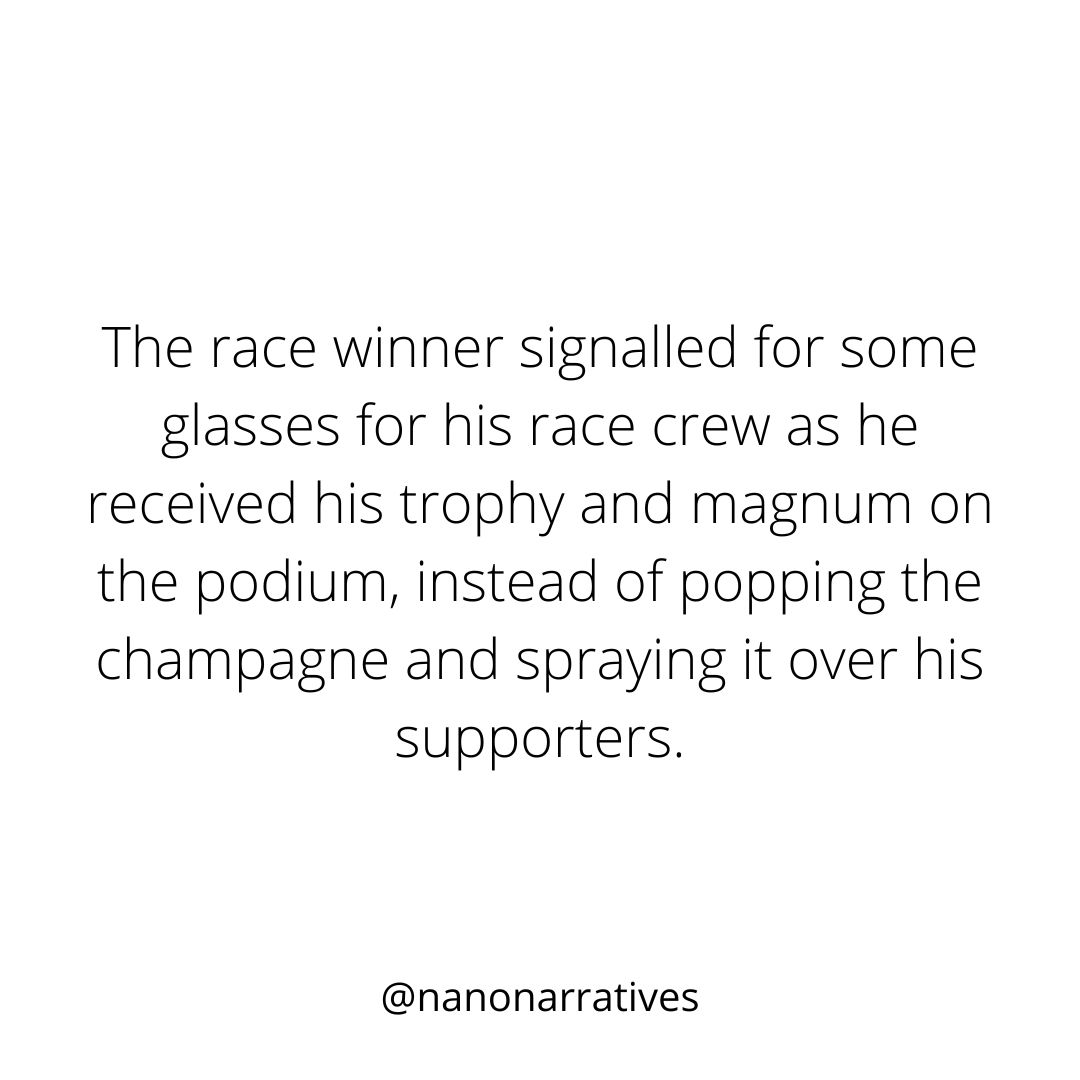 The race winner signalled for some
glasses for his race crew as he
received his trophy and magnum on
the podium, instead of popping the
champagne and spraying it over his
supporters.
@nanonarratives